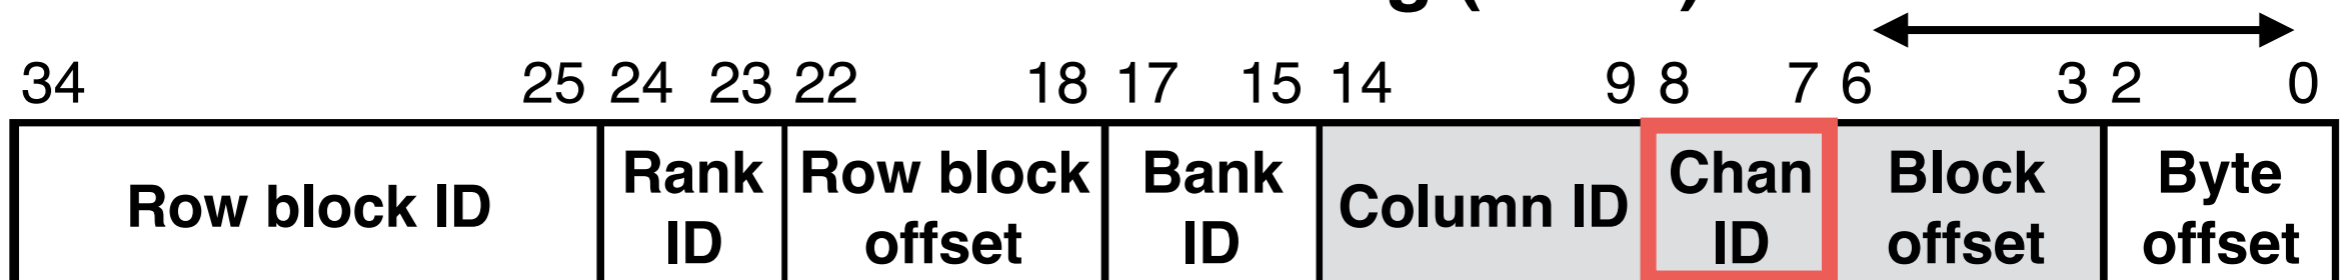 34 25 24 23 22 18 17 15 14 9 8 7 6 3 2 0
Row block ID
Rank
ID
Row block
offset
Bank
ID
Column ID
Chan
ID
Block
offset
Byte
offset